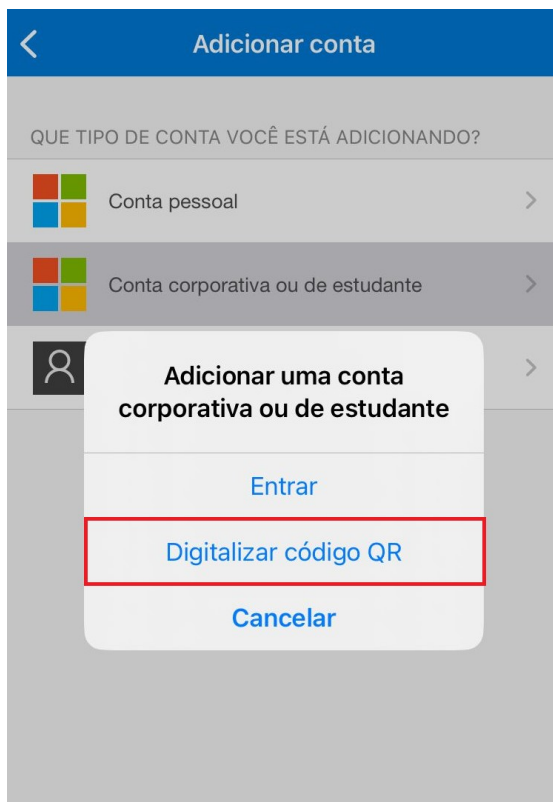 Adicionar conta
QUE TIPO DE CONTA VOCÊ ESTÁ ADICIONANDO?
Conta pessoal
Conta corporativa ou de estudante
Adicionar uma conta
corporativa ou de estudante
Entrar
Digitalizar código QR
Cancelar